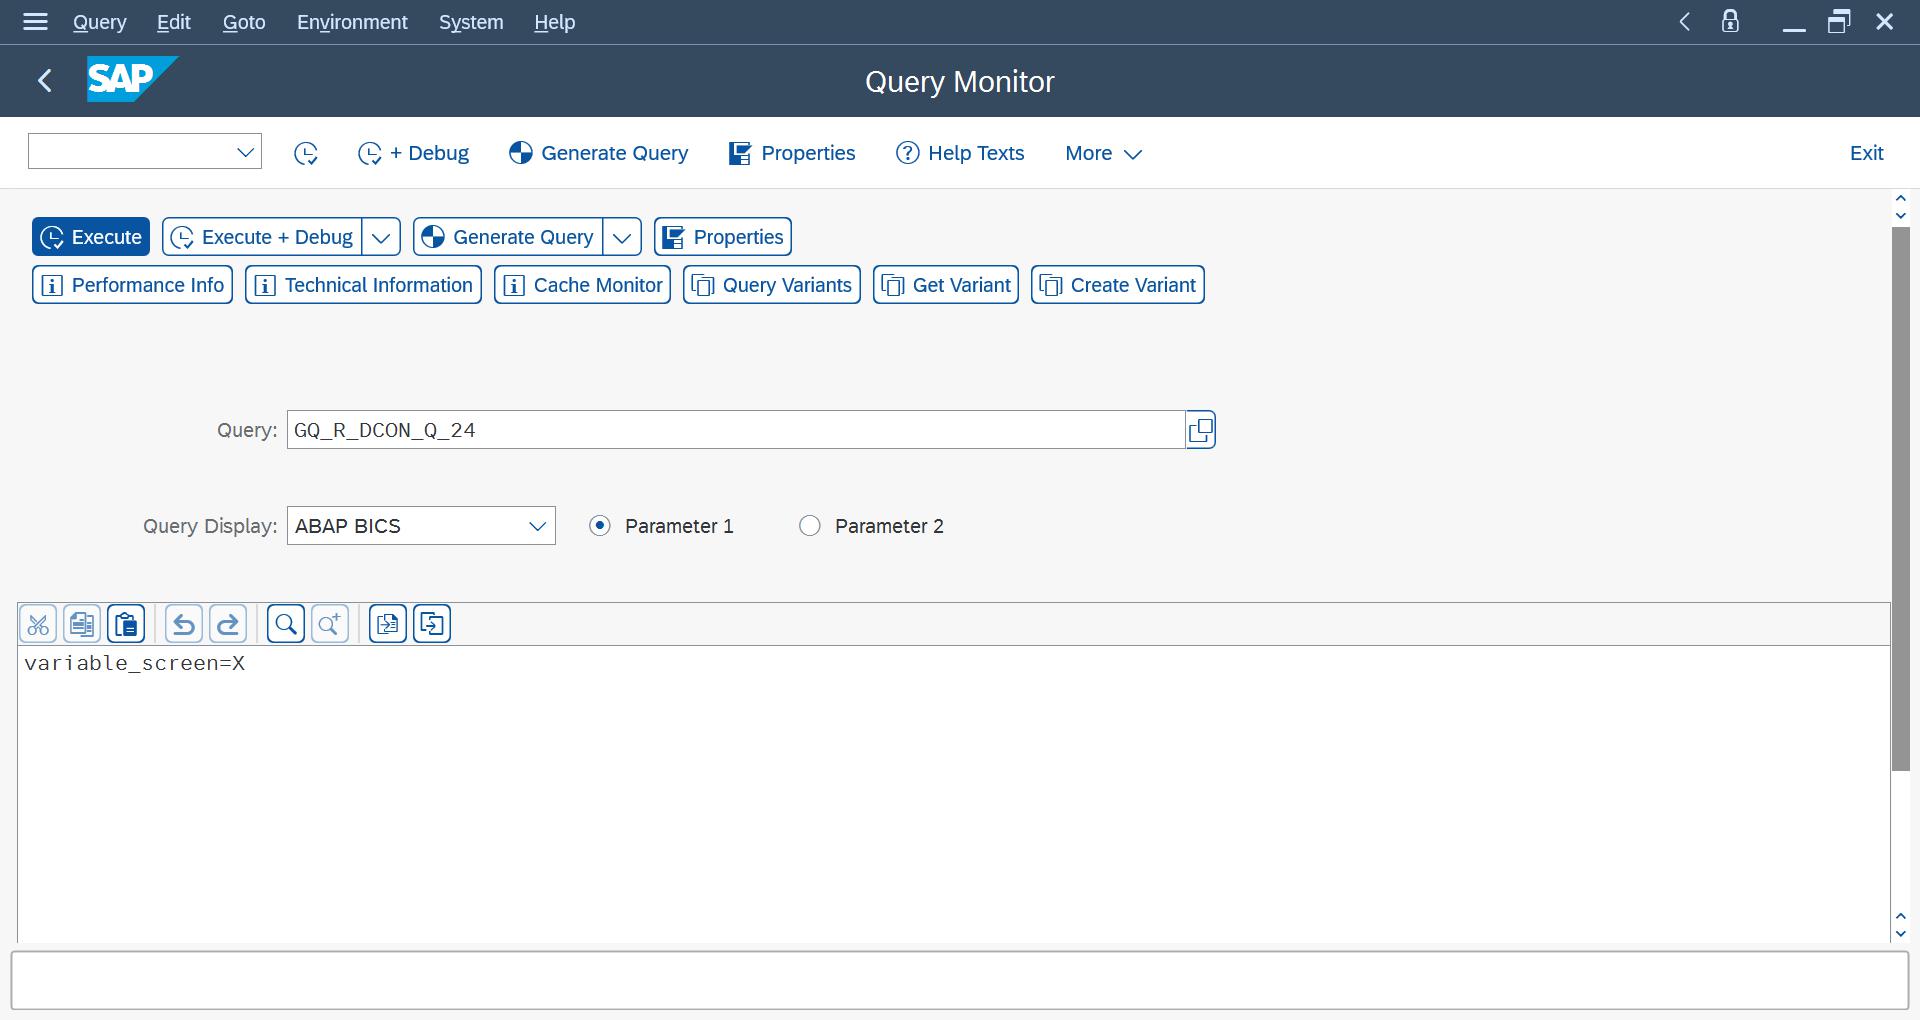 Query Edit Goto Environment System Help
SAP Query Monitor
+ Debug Generate Query Properties Help Texts More Exit
Execute Execute + Debug Generate Query Properties
Performance Info Technical Information Cache Monitor Query Variants Get Variant Create Variant
Query: GQ_R_DCON_Q_24
Query Display: ABAP BICS Parameter 1 Parameter 2
variable_screen=X